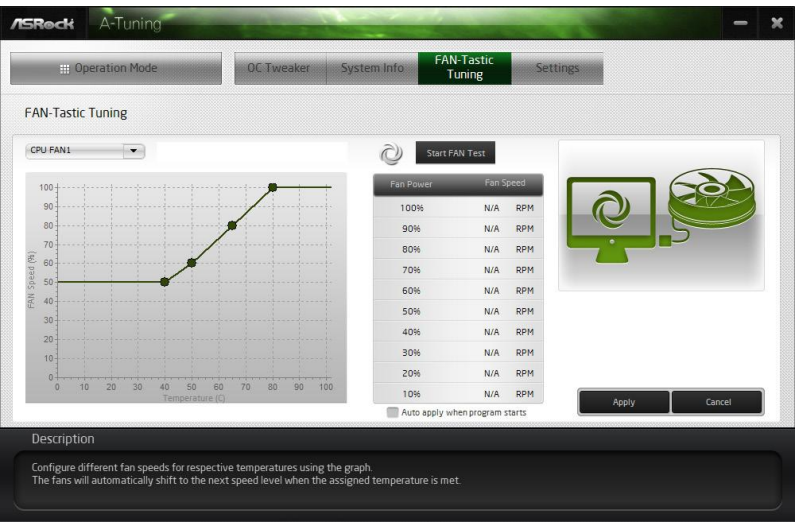 ASRock
A-Tuning
Operation Mode
OC Tweaker
System Info
FAN-Tastic
Tuning
Settings
FAN-Tastic Tuning
CPU FAN1
Start FAN Test
FAN Speed (%)
100
90
80
70
60
50
40
30
20
10
0
0 10 20 30 40 50 60 70 80 90 100
Temperature (C)
Fan Power Fan Speed
100% N/A RPM
90% N/A RPM
80% N/A RPM
70% N/A RPM
60% N/A RPM
50% N/A RPM
40% N/A RPM
30% N/A RPM
20% N/A RPM
10% N/A RPM
Auto apply when program starts
Apply
Cancel
Description
Configure different fan speeds for respective temperatures using the graph.
The fans will automatically shift to the next speed level when the assigned temperature is met.